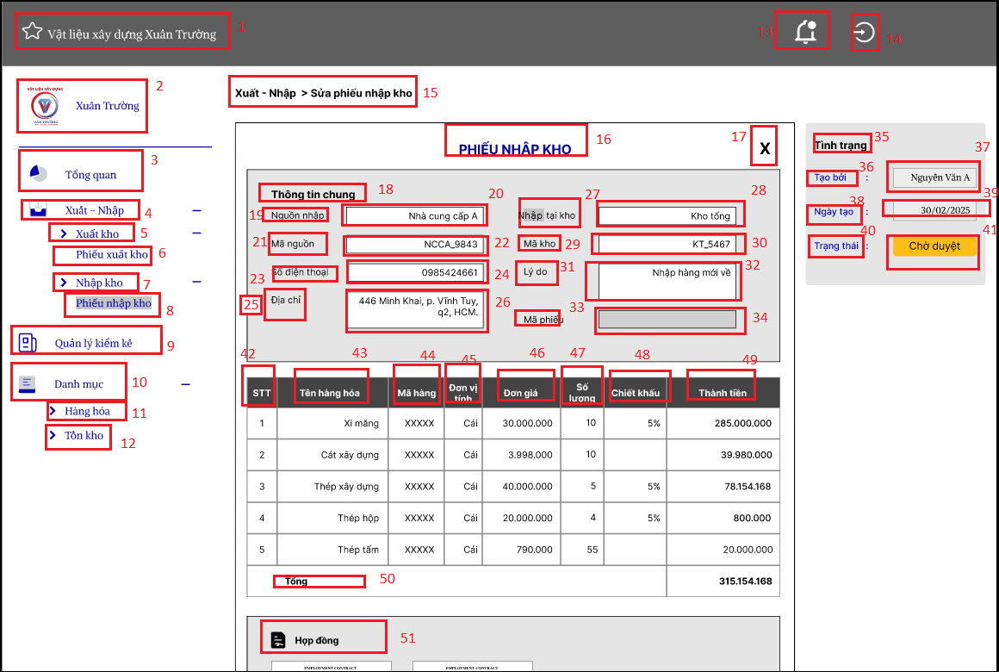 Vật liệu xây dựng Xuân Trường 1
13
14
VẬT LIỆU XÂY DỰNG
Xuân Trường 2
Xuất - Nhập > Sửa phiếu nhập kho 15
PHIẾU NHẬP KHO 16
17 X
Tổng quan 3
Xuất - Nhập 4
Xuất kho 5
Phiếu xuất kho 6
Nhập kho 7
Phiếu nhập kho 8
Quản lý kiểm kê 9
Danh mục 10
Hàng hóa 11
Tồn kho 12
Thông tin chung 18
19 Nguồn nhập Nhà cung cấp A 20
Nhập tại kho 27 Kho tổng 28
21 Mã nguồn NCCA_9843 22
Mã kho 29 KT_5467 30
23 Số điện thoại 0985424661 24
Lý do 31 Nhập hàng mới về 32
25 Địa chỉ 446 Minh Khai, p. Vĩnh Tuy,
q2, HCM. 26
Mã phiếu 33 34
Tình trạng 35
Tạo bởi : 36 Nguyễn Văn A 37
Ngày tạo : 38 30/02/2025 39
Trạng thái : 40 Chờ duyệt 41
42 43 44 45 46 47 48 49
STT Tên hàng hóa Mã hàng Đơn vị tính Đơn giá Số lượng Chiết khấu Thành tiền
1 Xi măng XXXXX Cái 30.000.000 10 5% 285.000.000
2 Cát xây dựng XXXXX Cái 3.998.000 10 39.980.000
3 Thép xây dựng XXXXX Cái 40.000.000 5 5% 78.154.168
4 Thép hộp XXXXX Cái 20.000.000 4 5% 800.000
5 Thép tấm XXXXX Cái 790.000 55 20.000.000
Tổng 50 315.154.168
Hợp đồng 51
EMPLOYMENT CONTRACT EMPLOYMENT CONTRACT